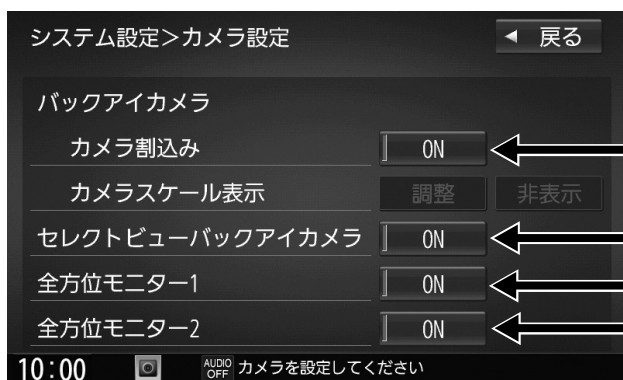 システム設定>カメラ設定
◀ 戻る
バックアイカメラ
カメラ割込み ON
カメラスケール表示 調整 非表示
セレクトビューバックアイカメラ ON
全方位モニター1 ON
全方位モニター2 ON
10:00 AUDIO OFF カメラを設定してください